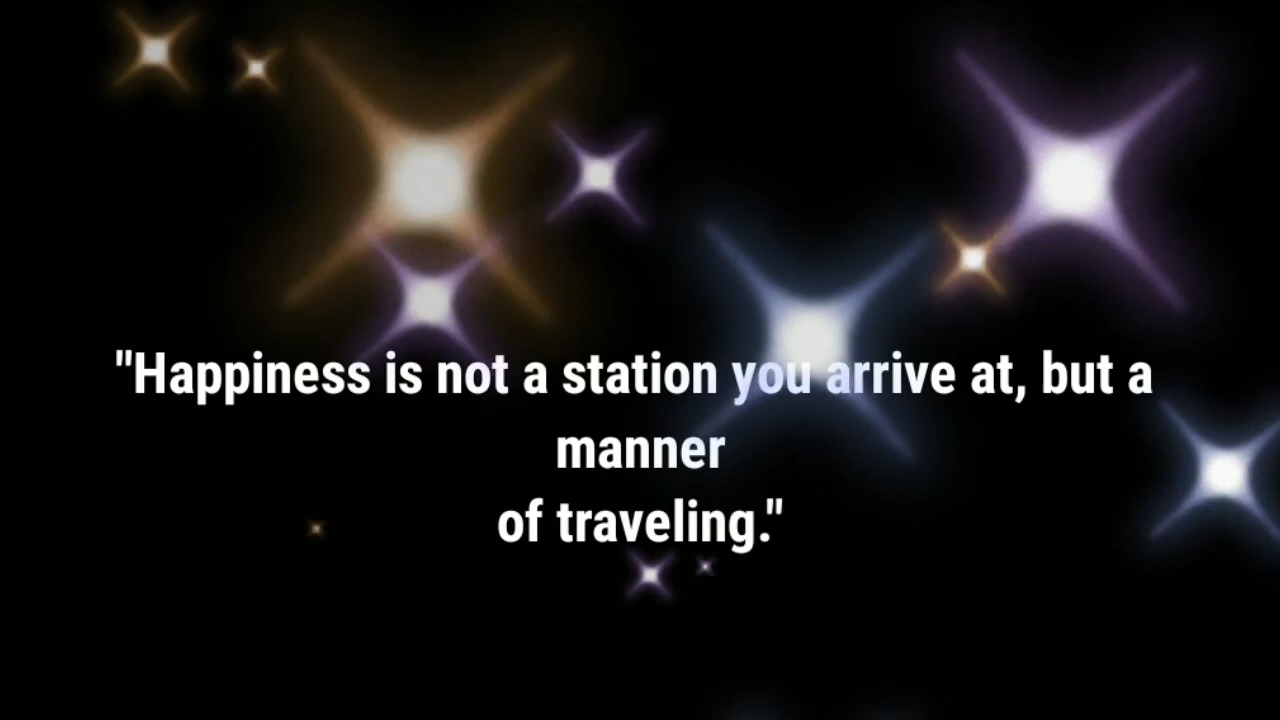 "Happiness is not a station you arrive at, but a
manner
of traveling."